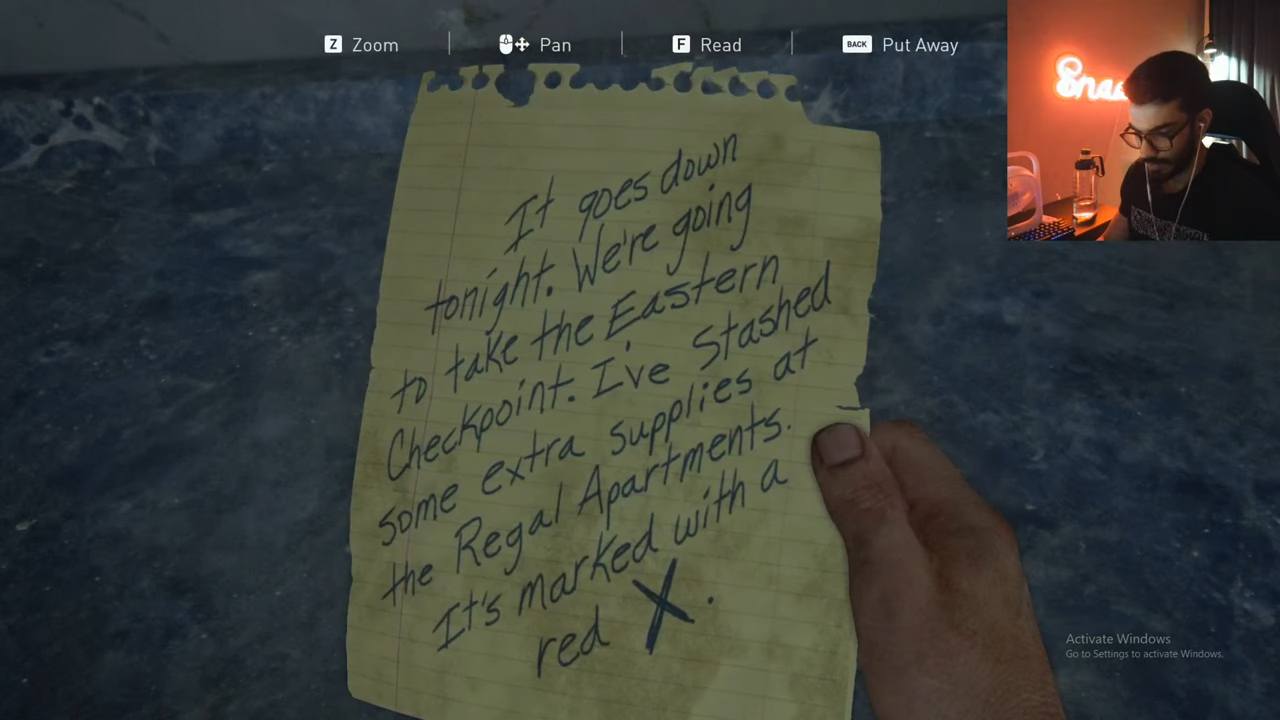 Z Zoom
Pan
F Read
BACK Put Away
It goes down
tonight. We're going
to take the Eastern
Checkpoint. I've Stashed
some extra supplies at
the Regal Apartments.
It's marked with a
red X.
Activate Windows
Go to Settings to activate Windows.